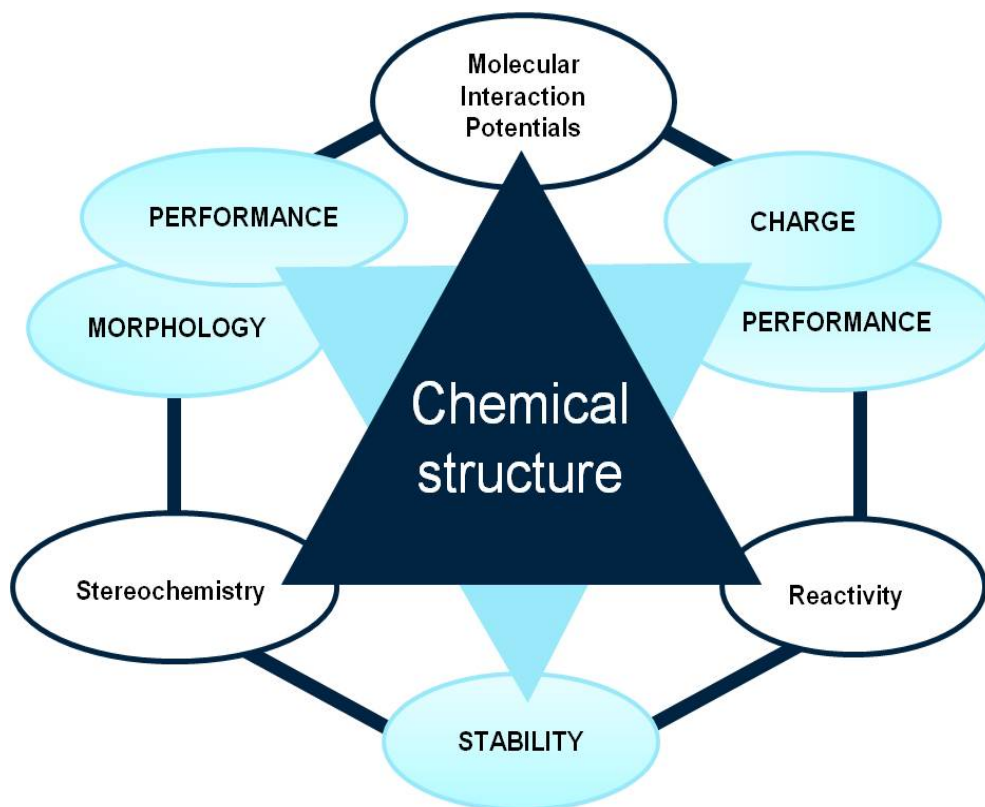 Molecular
Interaction
Potentials
PERFORMANCE
CHARGE
MORPHOLOGY
PERFORMANCE
Chemical
structure
Stereochemistry
Reactivity
STABILITY